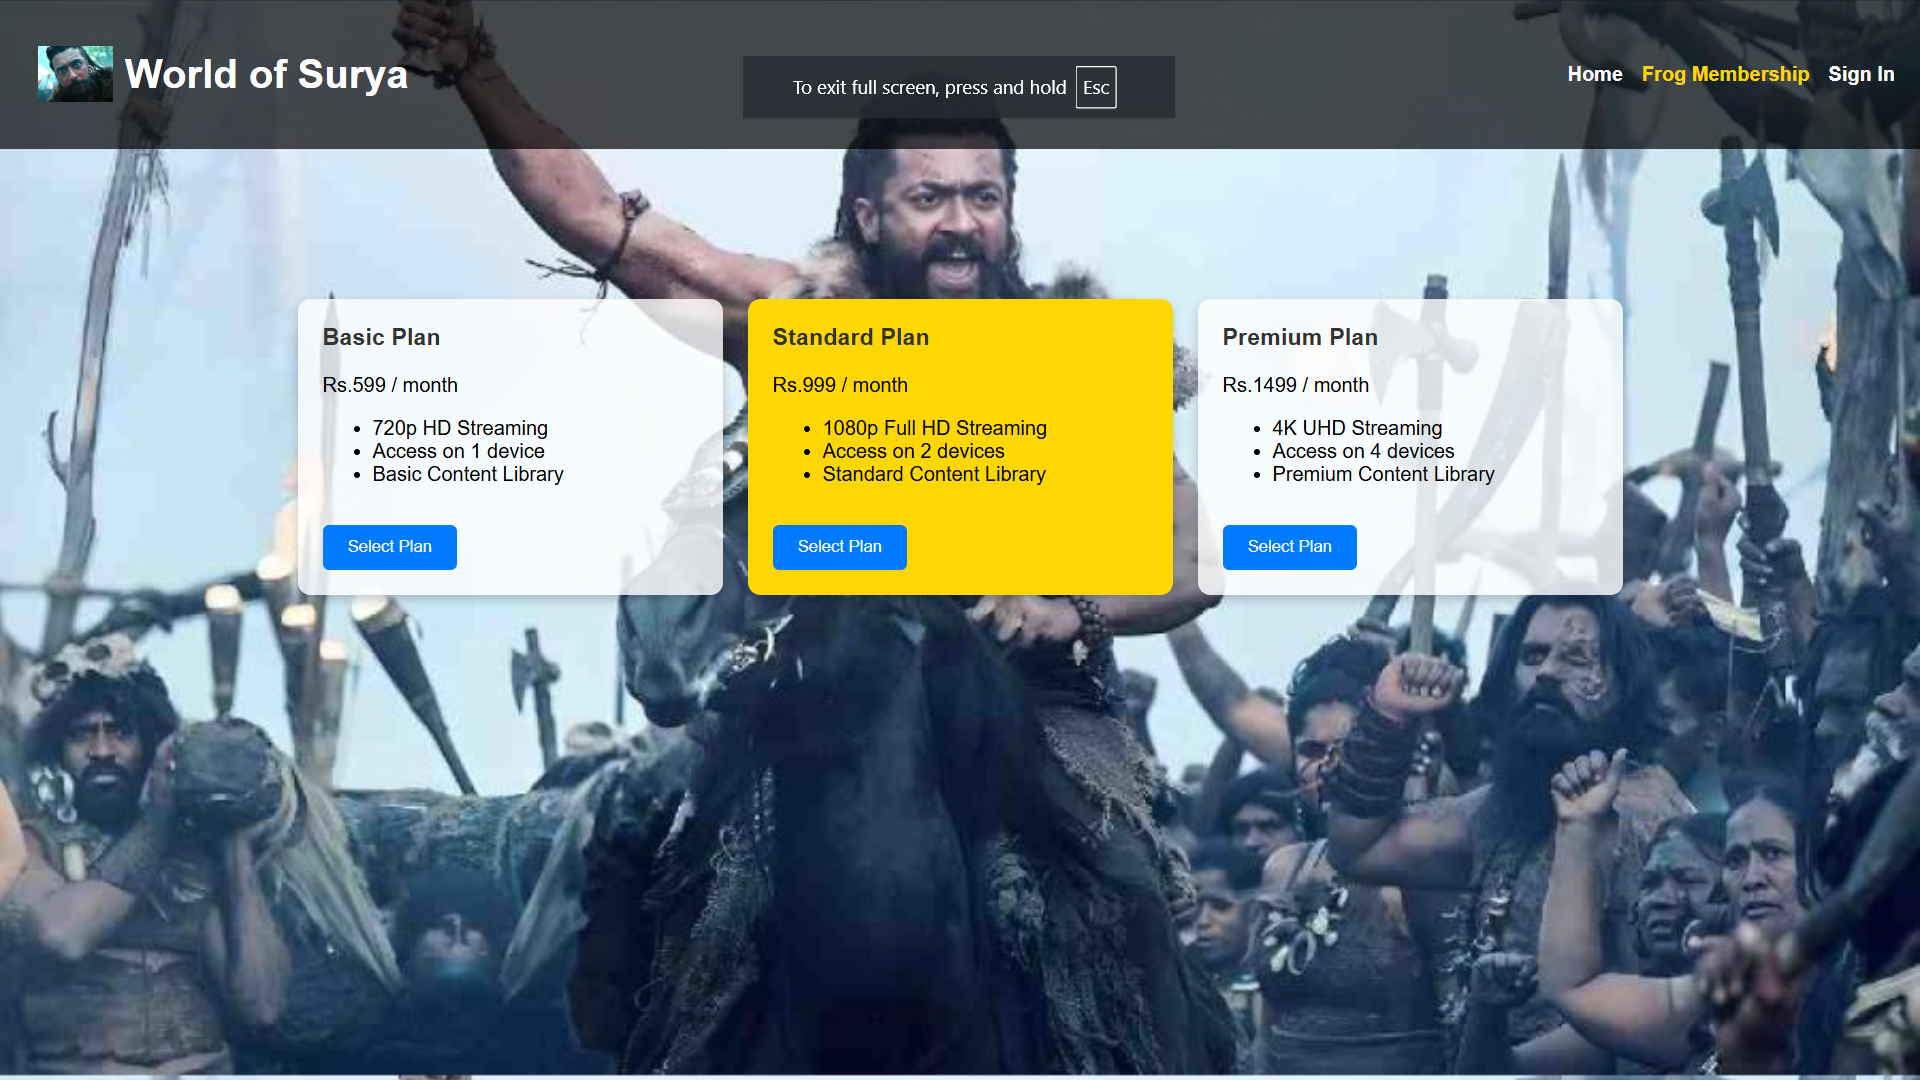 World of Surya
To exit full screen, press and hold Esc
Home Frog Membership Sign In
Basic Plan
Rs.599 / month
• 720p HD Streaming
• Access on 1 device
• Basic Content Library
Select Plan
Standard Plan
Rs.999 / month
• 1080p Full HD Streaming
• Access on 2 devices
• Standard Content Library
Select Plan
Premium Plan
Rs.1499 / month
• 4K UHD Streaming
• Access on 4 devices
• Premium Content Library
Select Plan